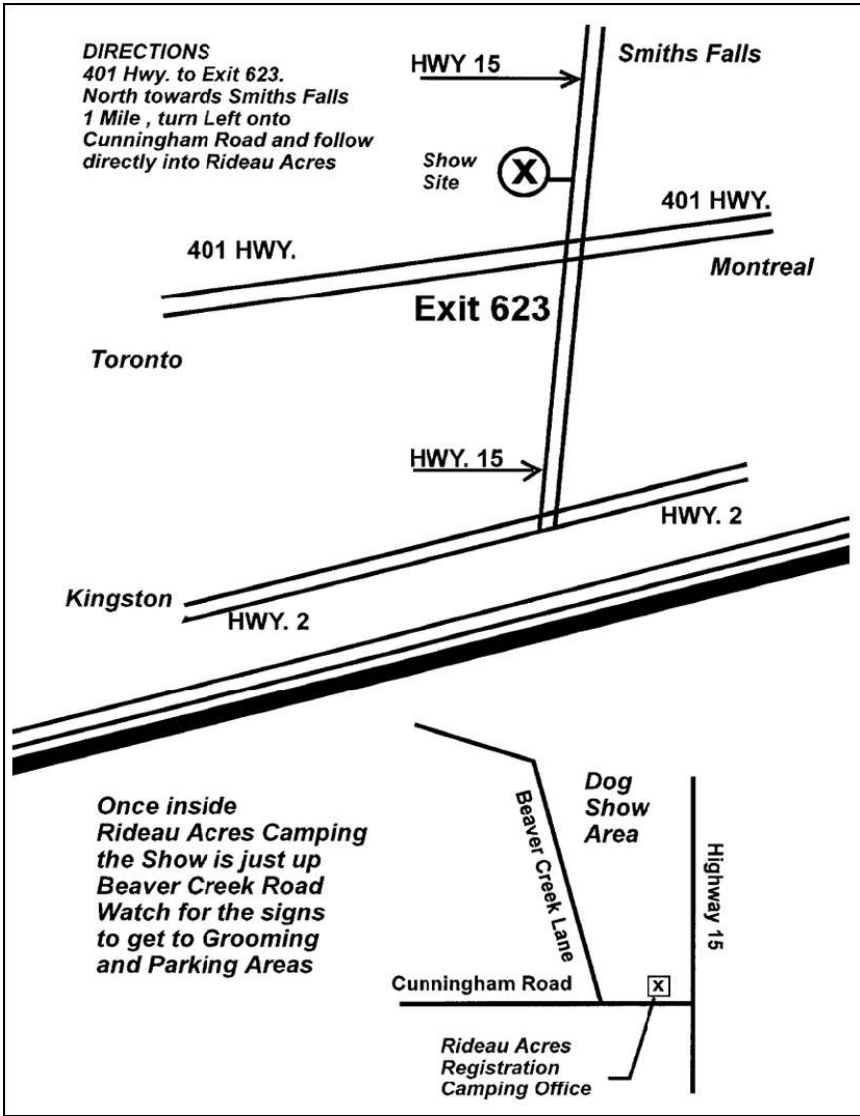 DIRECTIONS
401 Hwy. to Exit 623.
North towards Smiths Falls
1 Mile , turn Left onto
Cunningham Road and follow
directly into Rideau Acres
HWY 15
Smiths Falls
Show
Site
X
401 HWY.
401 HWY.
Montreal
Exit 623
Toronto
HWY. 15
HWY. 2
Kingston
HWY. 2
Once inside
Rideau Acres Camping
the Show is just up
Beaver Creek Road
Watch for the signs
to get to Grooming
and Parking Areas
Dog
Show
Area
Beaver Creek Lane
Highway 15
Cunningham Road
X
Rideau Acres
Registration
Camping Office